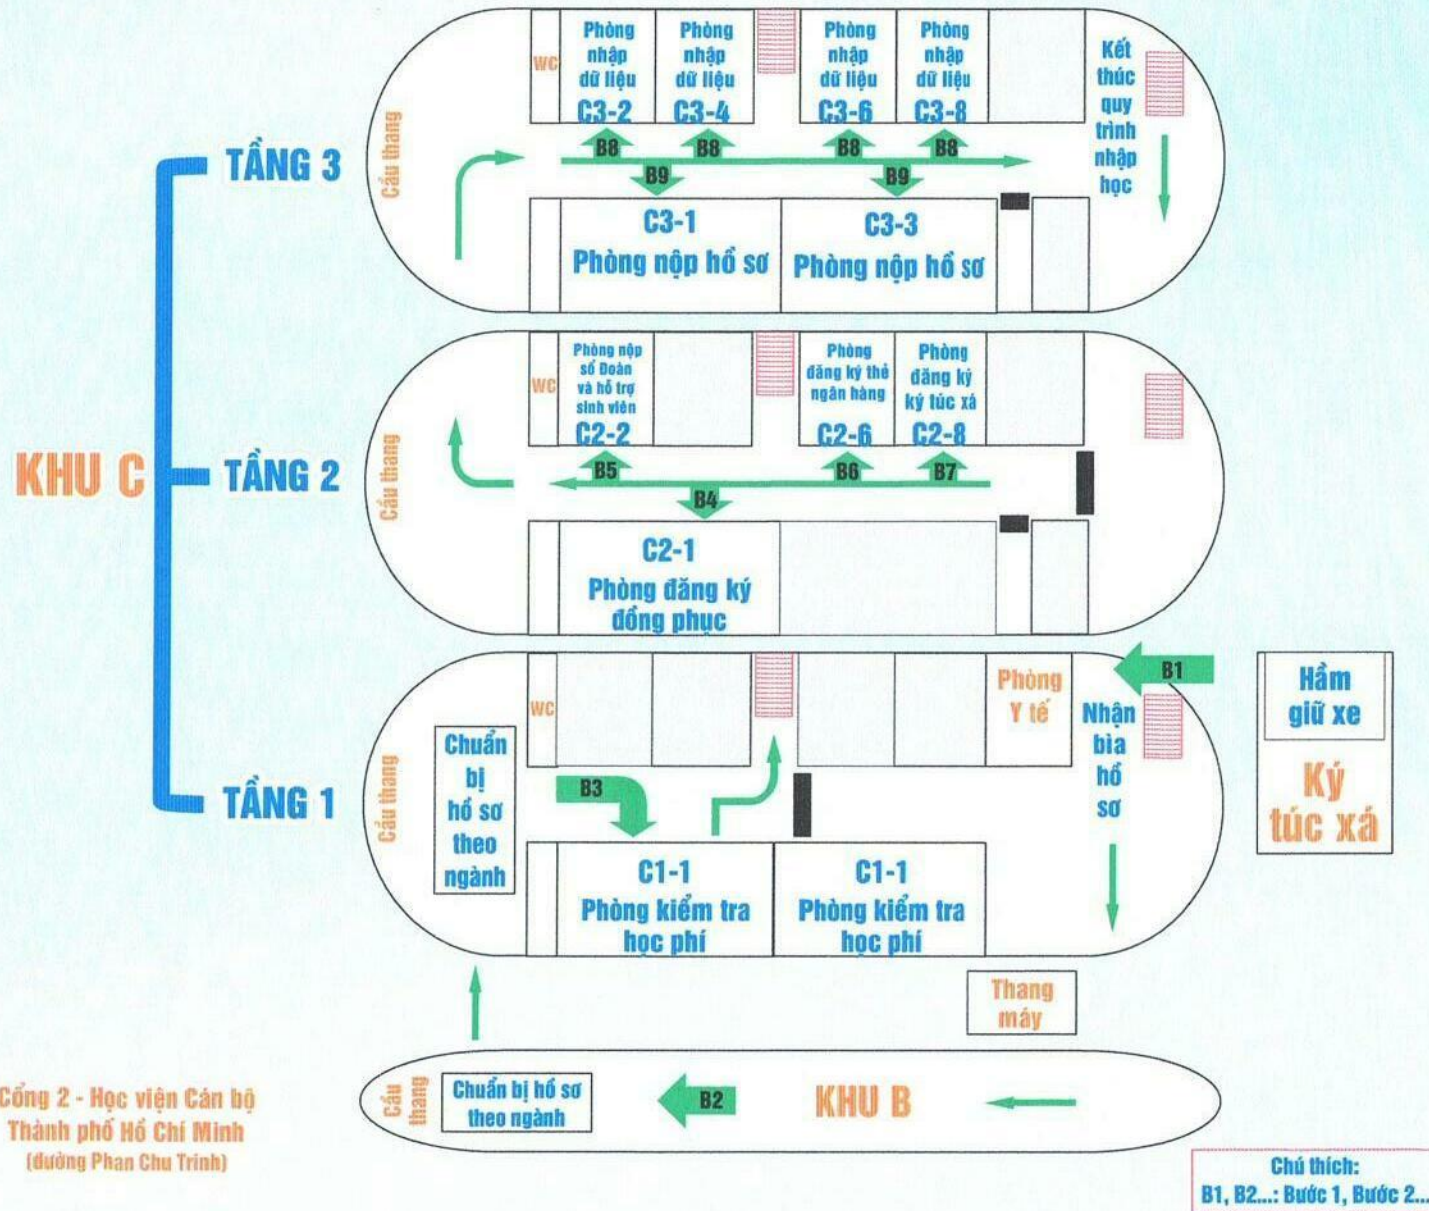 KHU C
TẦNG 3
Cầu thang
WC
Phòng
nhập
dữ liệu
C3-2
Phòng
nhập
dữ liệu
C3-4
Phòng
nhập
dữ liệu
C3-6
Phòng
nhập
dữ liệu
C3-8
Kết
thúc
quy
trình
nhập
học
B8
B8
B8
B8
B9
B9
C3-1
Phòng nộp hồ sơ
C3-3
Phòng nộp hồ sơ
TẦNG 2
Cầu thang
WC
Phòng nộp
sổ Đoàn
và hỗ trợ
sinh viên
C2-2
Phòng
đăng ký thẻ
ngân hàng
C2-6
Phòng
đăng ký
ký túc xá
C2-8
B5
B6
B7
B4
C2-1
Phòng đăng ký
đồng phục
TẦNG 1
Cầu thang
Chuẩn
bị
hồ sơ
theo
ngành
WC
Phòng
Y tế
B1
Nhận
bìa
hồ
sơ
B3
C1-1
Phòng kiểm tra
học phí
C1-1
Phòng kiểm tra
học phí
Hầm
giữ xe
Ký
túc xá
Thang
máy
Cầu
thang
Chuẩn bị hồ sơ
theo ngành
B2
KHU B
Cổng 2 - Học viện Cán bộ
Thành phố Hồ Chí Minh
(đường Phan Chu Trinh)
Chú thích:
B1, B2...: Bước 1, Bước 2...